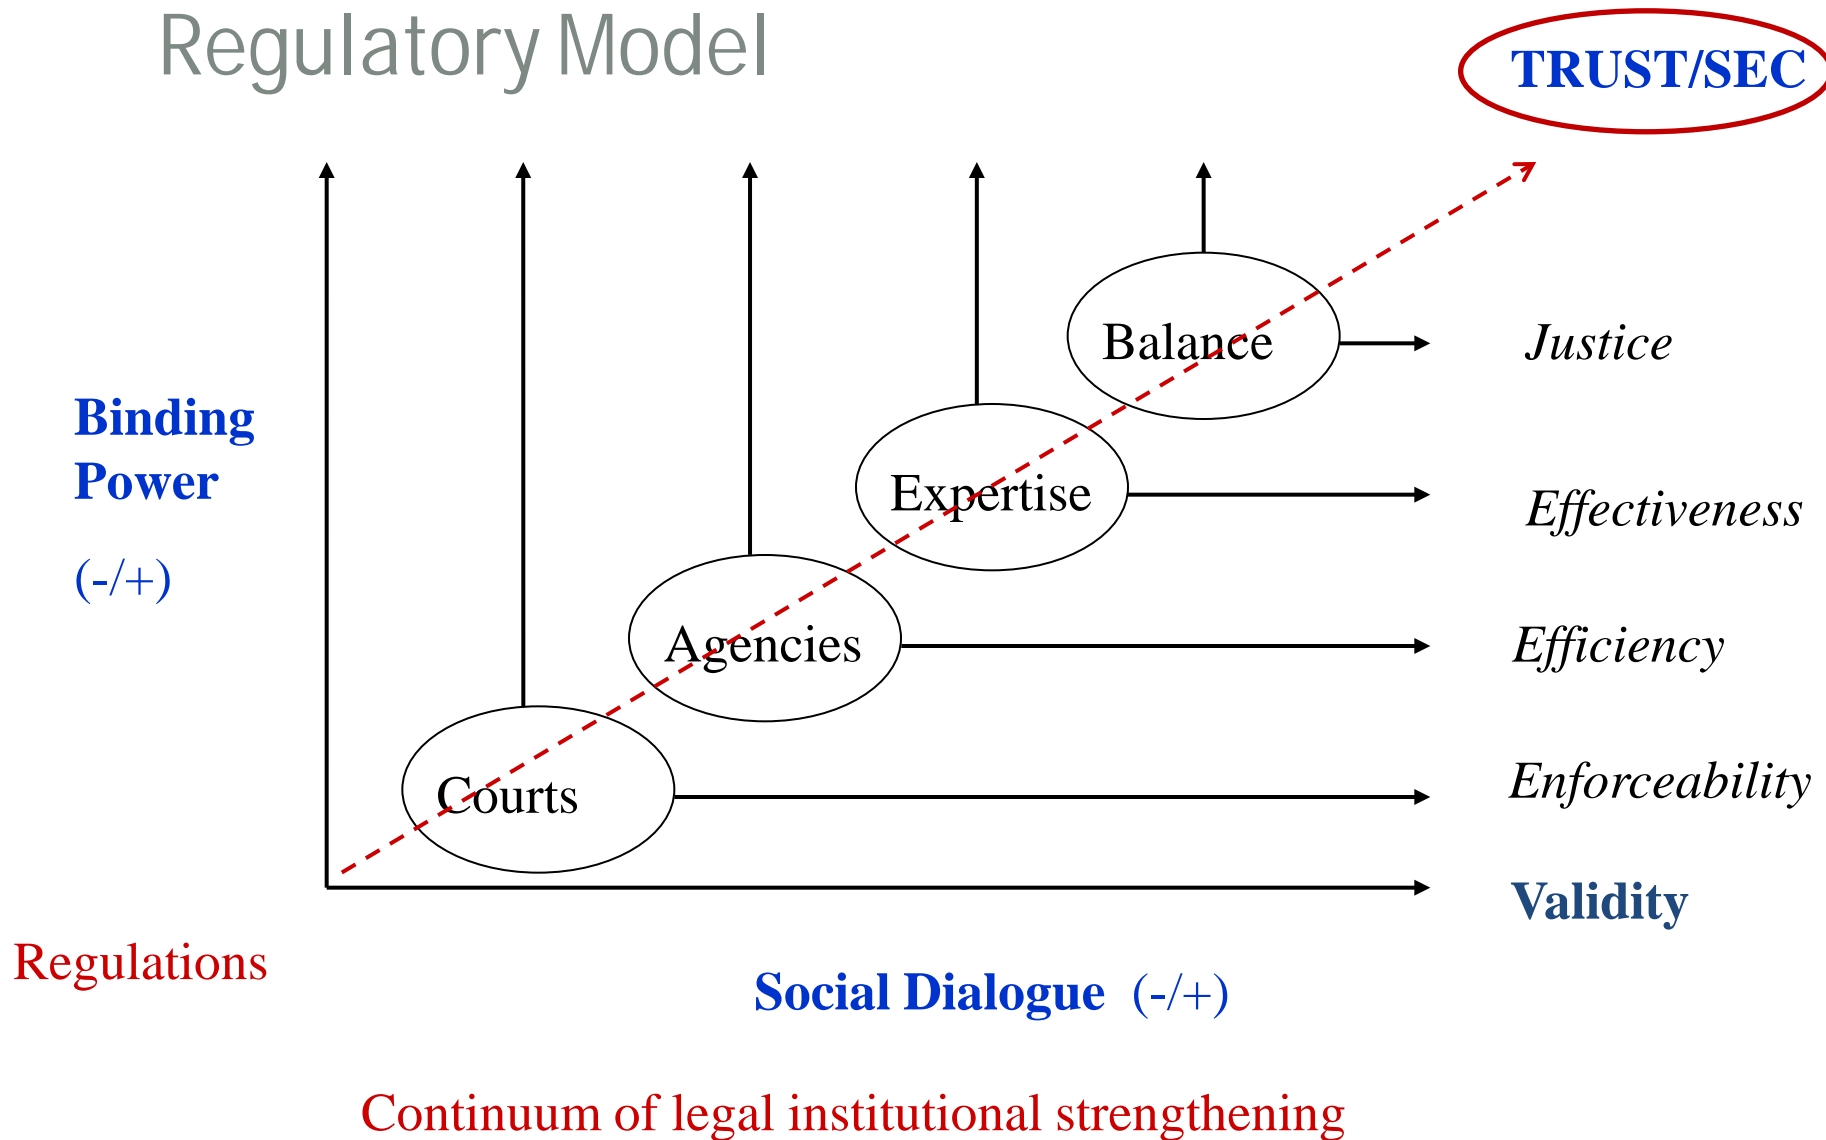 Regulatory Model
TRUST/SEC
Balance
Justice
Binding
Power
Expertise
Effectiveness
(-/+)
Agencies
Efficiency
Courts
Enforceability
Validity
Regulations
Social Dialogue (-/+)
Continuum of legal institutional strengthening